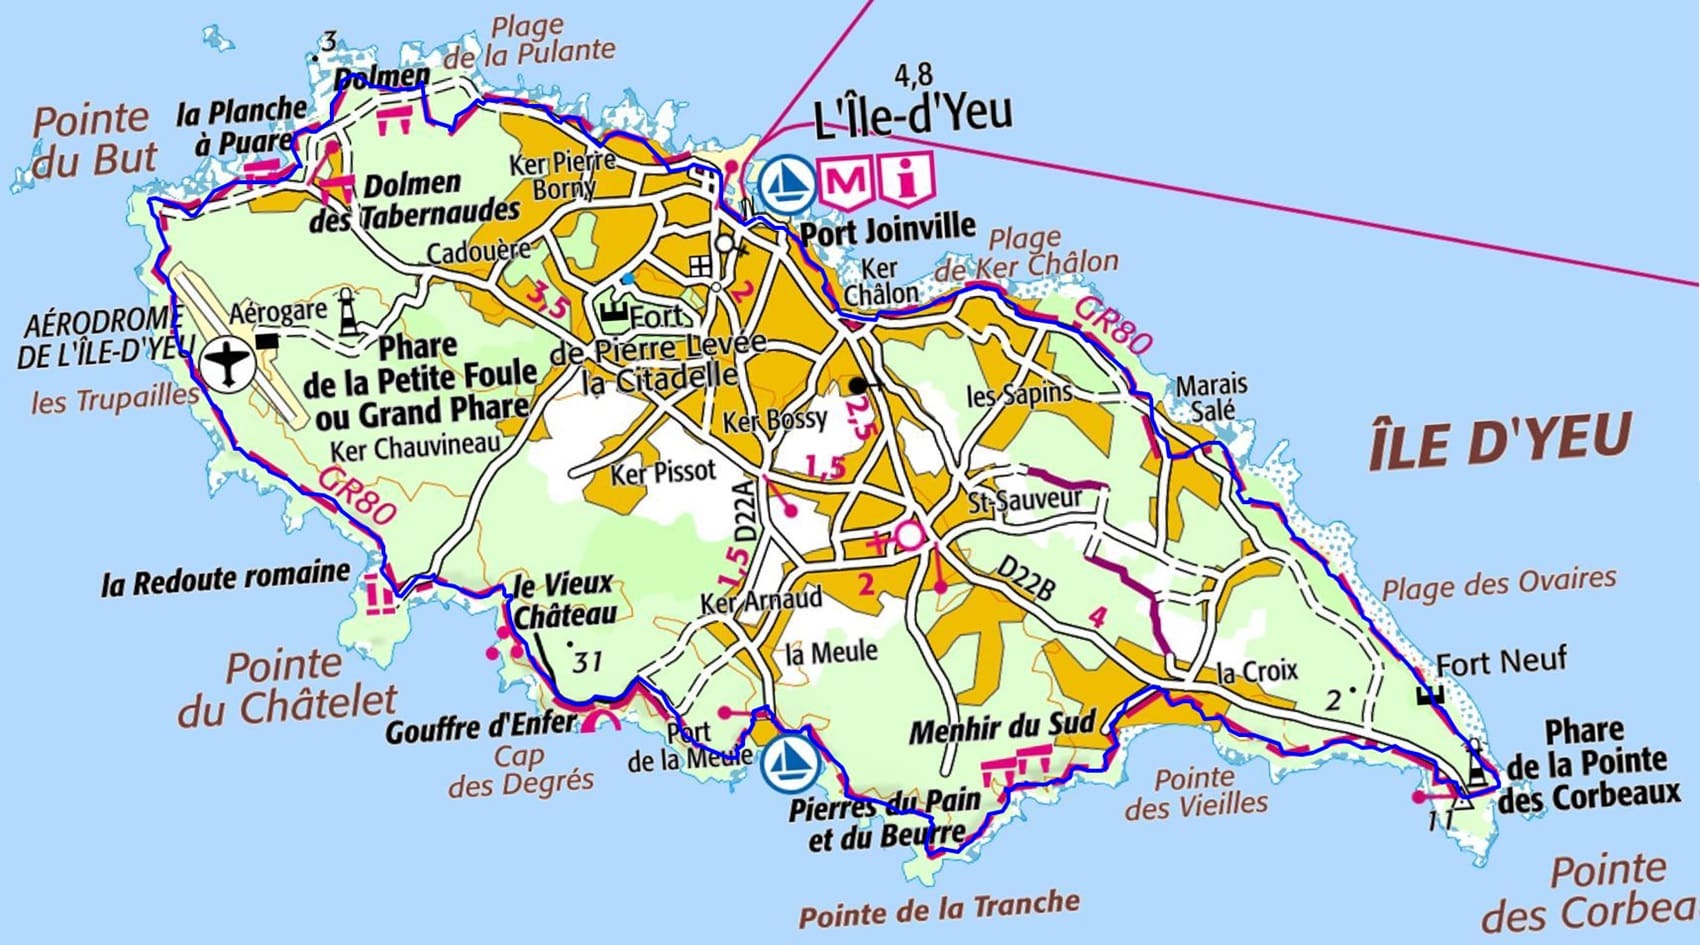 Plage
de la Pulante
3
Dolmen
4,8
L'Île-d'Yeu
la Planche
à Puare
Pointe
du But
M
i
Ker Pierre
Borny
Dolmen
des Tabernaudes
Port Joinville
Plage
de Ker Châlon
Cadouère
Ker
Châlon
3,5
2
GR80
AÉRODROME
DE L'ÎLE-D'YEU
Aérogare
Fort
de Pierre Levée
la Citadelle
Phare
de la Petite Foule
ou Grand Phare
les Trupailles
les Sapins
Marais
Salé
Ker Bossy
2,5
ÎLE D'YEU
Ker Chauvineau
Ker Pissot
1,5
GR80
D22A
St-Sauveur
la Redoute romaine
le Vieux
Château
1,5
2
D22B
Ker Arnaud
4
Plage des Ovaires
31
la Meule
la Croix
Fort Neuf
2
Pointe
du Châtelet
Gouffre d'Enfer
Cap
des Degrés
Port
de la Meule
Menhir du Sud
Phare
de la Pointe
des Corbeaux
Pointe
des Vieilles
Pierres du Pain
et du Beurre
11
Pointe de la Tranche
Pointe
des Corbea